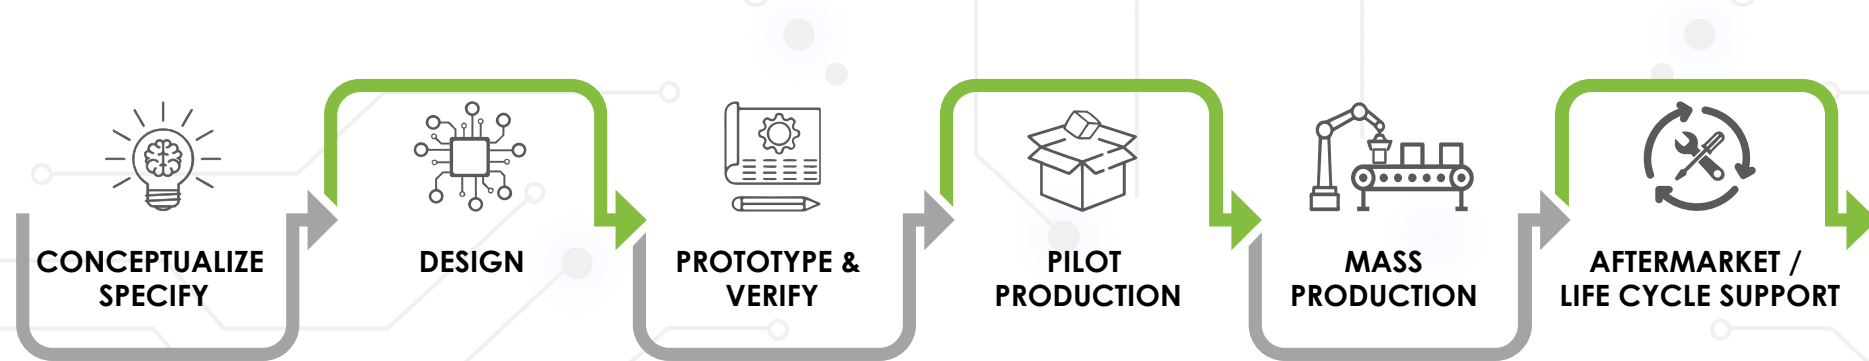 CONCEPTUALIZE
SPECIFY
DESIGN
PROTOTYPE &
VERIFY
PILOT
PRODUCTION
MASS
PRODUCTION
AFTERMARKET /
LIFE CYCLE SUPPORT